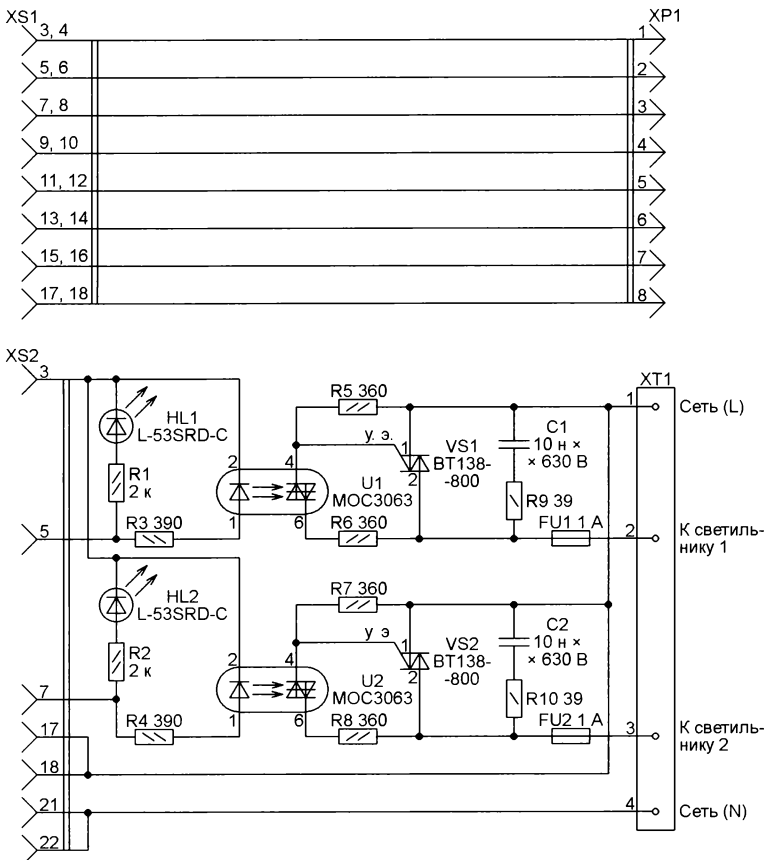 XS1
XP1
3, 4
1
5, 6
2
7, 8
3
9, 10
4
11, 12
5
13, 14
6
15, 16
7
17, 18
8
XS2
3
HL1
L-53SRD-C
R1
2 к
5
R3 390
2
1
4
6
U1
MOC3063
R5 360
у. э.
1
2
VS1
BT138-
-800
R6 360
C1
10 н ×
× 630 В
R9 39
FU1 1 А
XT1
1
Сеть (L)
2
К светиль-
нику 1
HL2
L-53SRD-C
R2
2 к
7
R4 390
2
1
4
6
U2
MOC3063
R7 360
у э
1
2
VS2
BT138-
-800
R8 360
C2
10 н ×
× 630 В
R10 39
FU2 1 А
3
К светиль-
нику 2
17
18
21
4
Сеть (N)
22